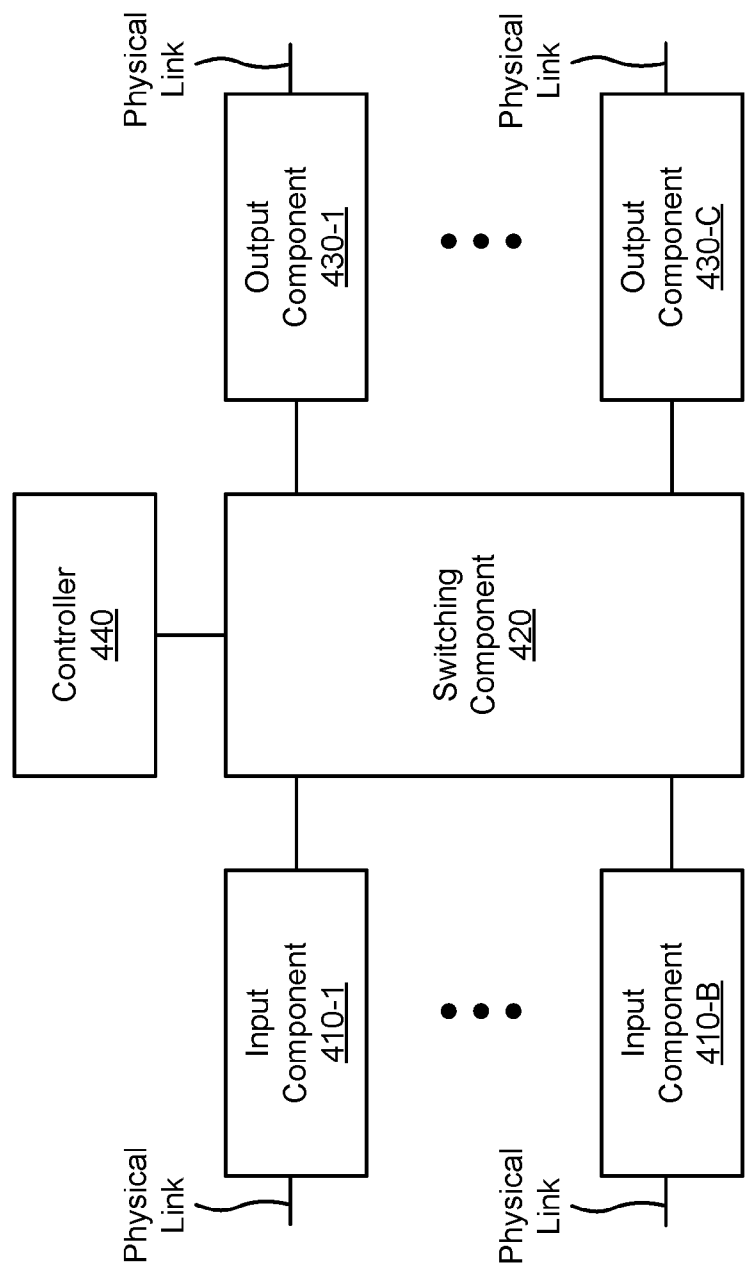 Controller
440
Physical
Link
Input
Component
410-1
Switching
Component
420
Output
Component
430-1
Physical
Link
Physical
Link
Input
Component
410-B
Output
Component
430-C
Physical
Link